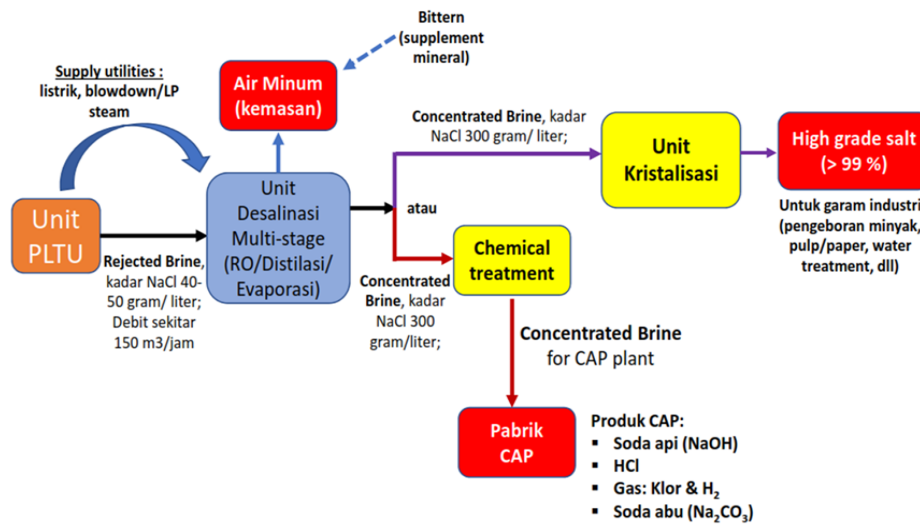 Bittern
(supplement
mineral)
Supply utilities :
listrik, blowdown/LP
steam
Air Minum
(kemasan)
Concentrated Brine, kadar
NaCl 300 gram/ liter;
Unit
Kristalisasi
High grade salt
(> 99 %)
Untuk garam industri
(pengeboran minyak,
pulp/paper, water
treatment, dll)
Unit
PLTU
Unit
Desalinasi
Multi-stage
(RO/Distilasi/
Evaporasi)
atau
Rejected Brine,
kadar NaCl 40-
50 gram/ liter;
Debit sekitar
150 m3/jam
Chemical
treatment
Concentrated
Brine, kadar
NaCl 300
gram/liter;
Concentrated Brine
for CAP plant
Pabrik
CAP
Produk CAP:
▪ Soda api (NaOH)
▪ HCl
▪ Gas: Klor & H₂
▪ Soda abu (Na₂CO₃)